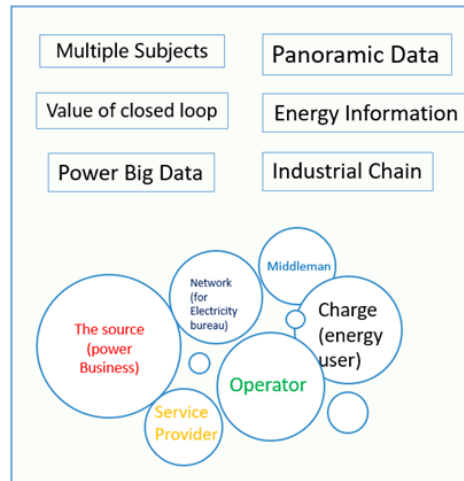 Multiple Subjects
Panoramic Data
Value of closed loop
Energy Information
Power Big Data
Industrial Chain
Middleman
Network
(for
Electricity
bureau)
Charge
(energy
user)
The source
(power
Business)
Operator
Service
Provider